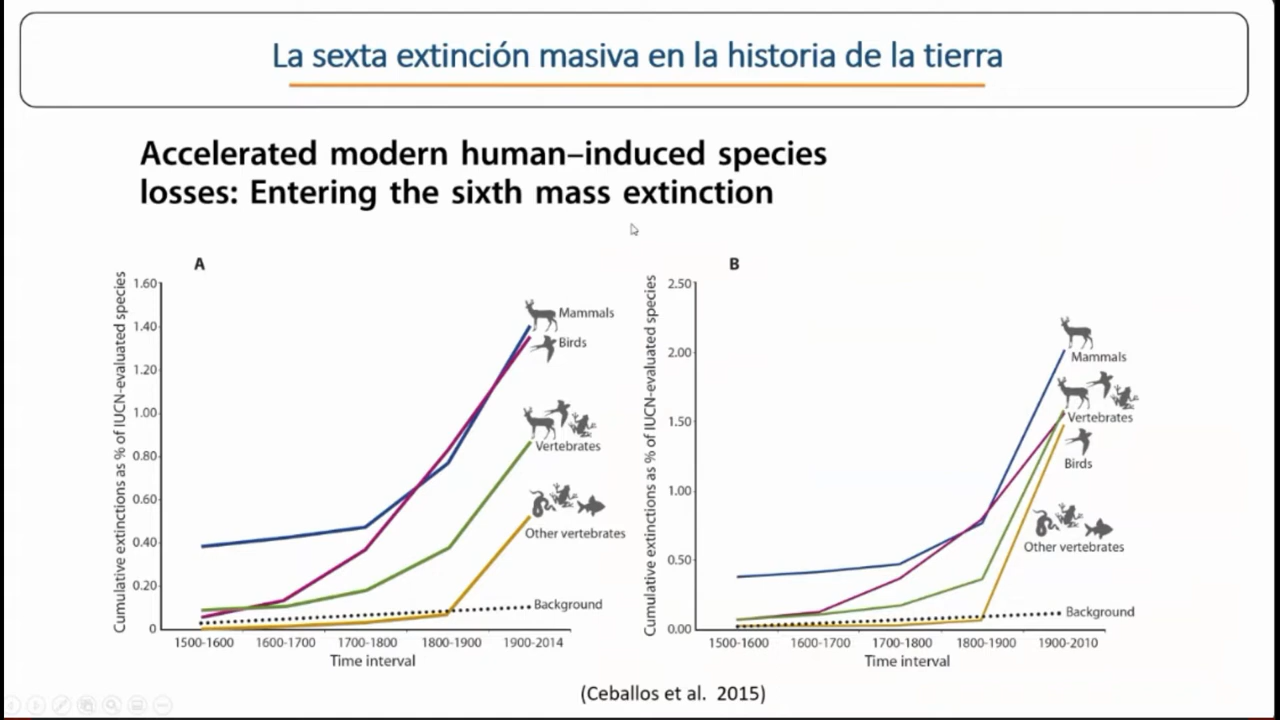 La sexta extinción masiva en la historia de la tierra
Accelerated modern human–induced species
losses: Entering the sixth mass extinction
A
Cumulative extinctions as % of IUCN-evaluated species
1.60
1.40
1.20
1.00
0.80
0.60
0.40
0.20
0
Mammals
Birds
Vertebrates
Other vertebrates
Background
1500-1600 1600-1700 1700-1800 1800-1900 1900-2014
Time interval
B
Cumulative extinctions as % of IUCN-evaluated species
2.50
2.00
1.50
1.00
0.50
0.00
Mammals
Vertebrates
Birds
Other vertebrates
Background
1500-1600 1600-1700 1700-1800 1800-1900 1900-2010
Time interval
(Ceballos et al. 2015)